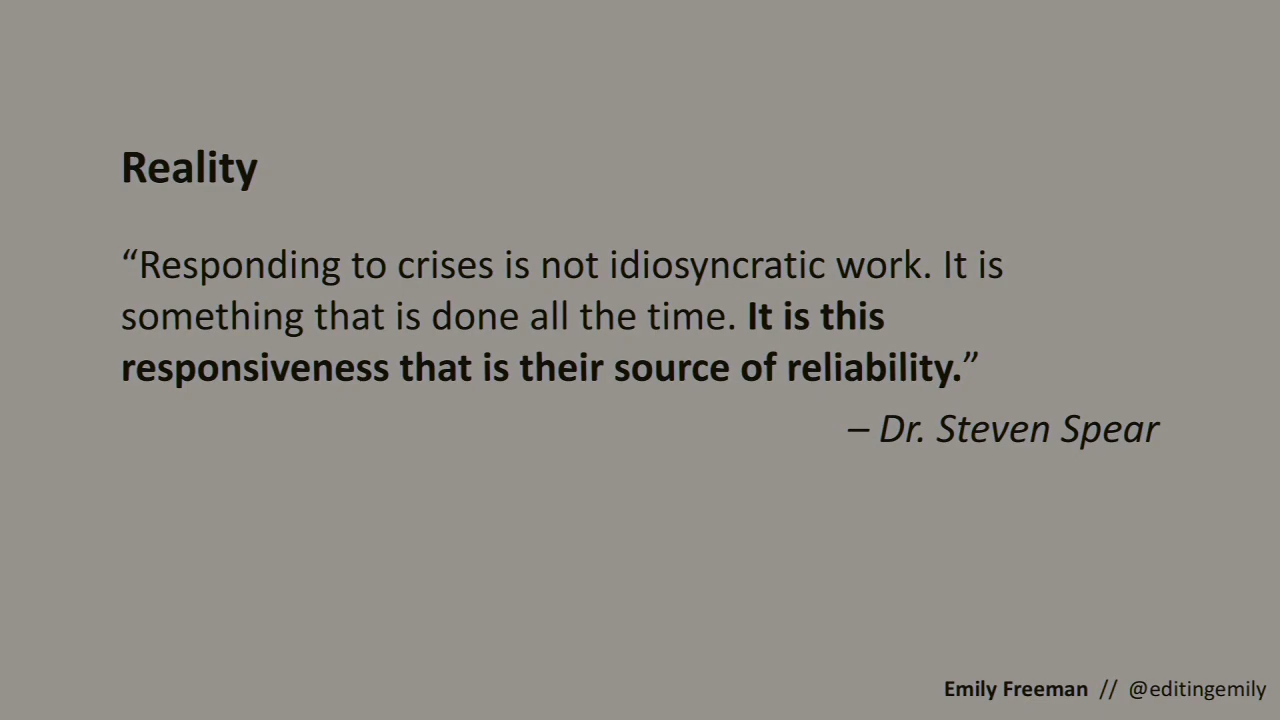 Reality
“Responding to crises is not idiosyncratic work. It is
something that is done all the time. It is this
responsiveness that is their source of reliability.”
– Dr. Steven Spear
Emily Freeman // @editingemily